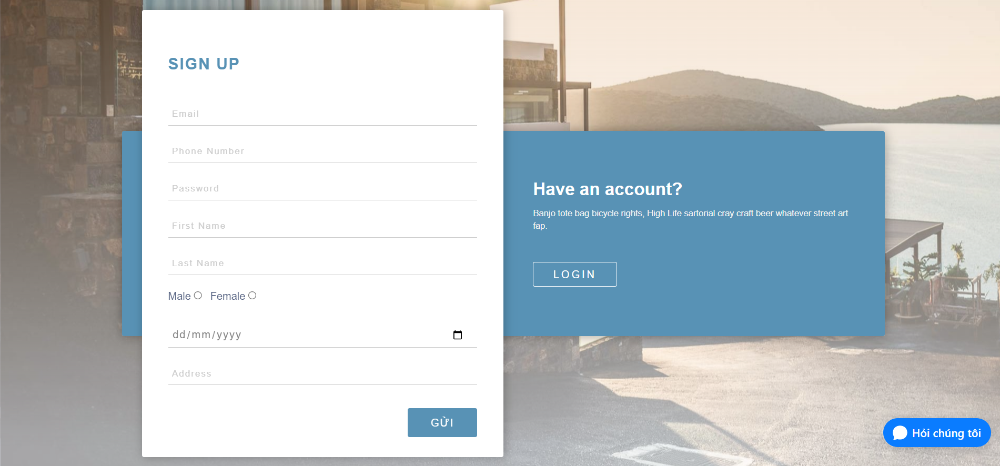 SIGN UP
Email
Phone Number
Password
First Name
Last Name
Male Female
dd/mm/yyyy
Address
GỬI
Have an account?
Banjo tote bag bicycle rights, High Life sartorial cray craft beer whatever street art
fap.
LOGIN
Hỏi chúng tôi